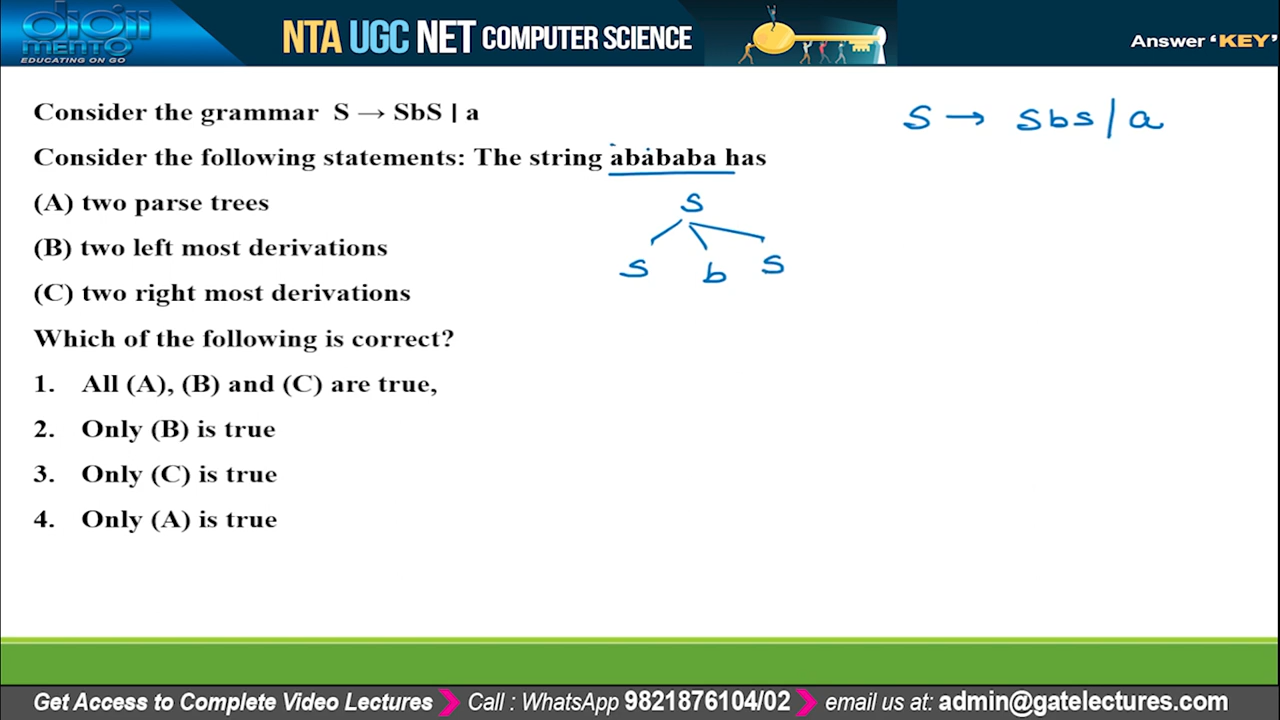 digii
MENTO
EDUCATING ON GO
NTA UGC NET COMPUTER SCIENCE
Answer ‘KEY’
Consider the grammar S → SbS | a
S → Sbs | a
Consider the following statements: The string abababa has
(A) two parse trees
S
(B) two left most derivations
S b S
(C) two right most derivations
Which of the following is correct?
1. All (A), (B) and (C) are true,
2. Only (B) is true
3. Only (C) is true
4. Only (A) is true
Get Access to Complete Video Lectures Call : WhatsApp 9821876104/02 email us at: admin@gatelectures.com